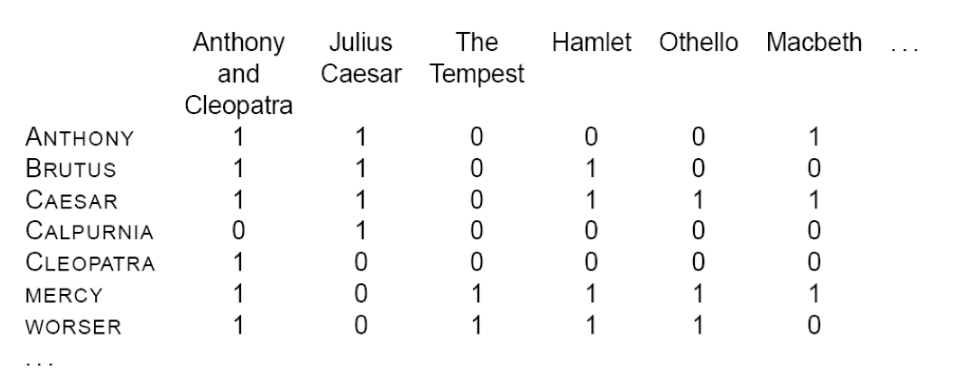 Anthony Julius The Hamlet Othello Macbeth ...
and Caesar Tempest
Cleopatra
ANTHONY 1 1 0 0 0 1
BRUTUS 1 1 0 1 0 0
CAESAR 1 1 0 1 1 1
CALPURNIA 0 1 0 0 0 0
CLEOPATRA 1 0 0 0 0 0
MERCY 1 0 1 1 1 1
WORSER 1 0 1 1 1 0
...